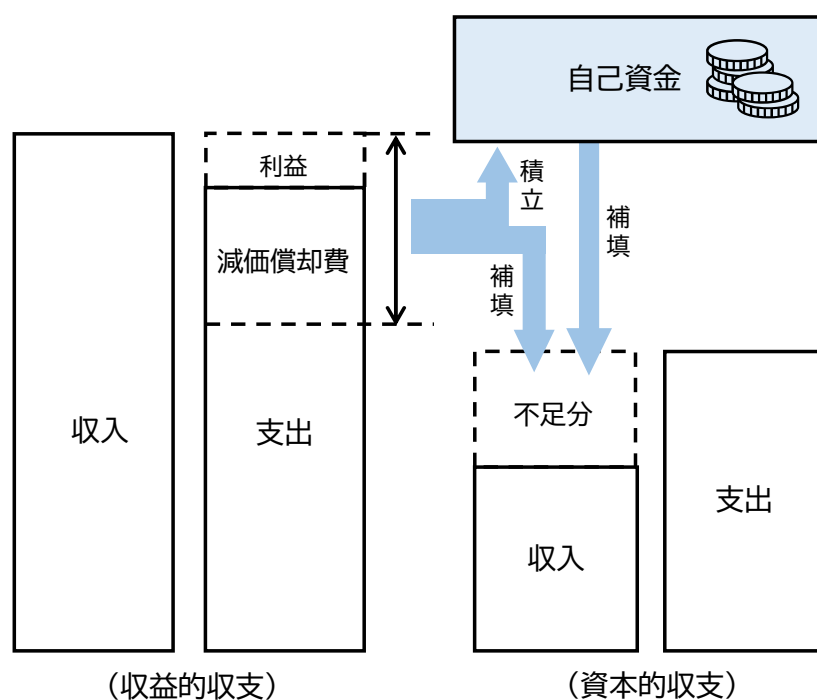 自己資金
利益
積立
補填
減価償却費
補填
収入
支出
不足分
支出
収入
（収益的収支）
（資本的収支）